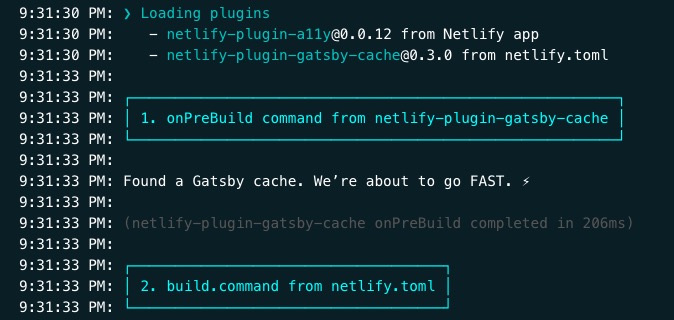 9:31:30 PM: ❯ Loading plugins
9:31:30 PM:    - netlify-plugin-a11y@0.0.12 from Netlify app
9:31:30 PM:    - netlify-plugin-gatsby-cache@0.3.0 from netlify.toml
9:31:33 PM:
9:31:33 PM:
9:31:33 PM: 1. onPreBuild command from netlify-plugin-gatsby-cache
9:31:33 PM:
9:31:33 PM:
9:31:33 PM: Found a Gatsby cache. We’re about to go FAST. ⚡
9:31:33 PM:
9:31:33 PM: (netlify-plugin-gatsby-cache onPreBuild completed in 206ms)
9:31:33 PM:
9:31:33 PM:
9:31:33 PM: 2. build.command from netlify.toml
9:31:33 PM: